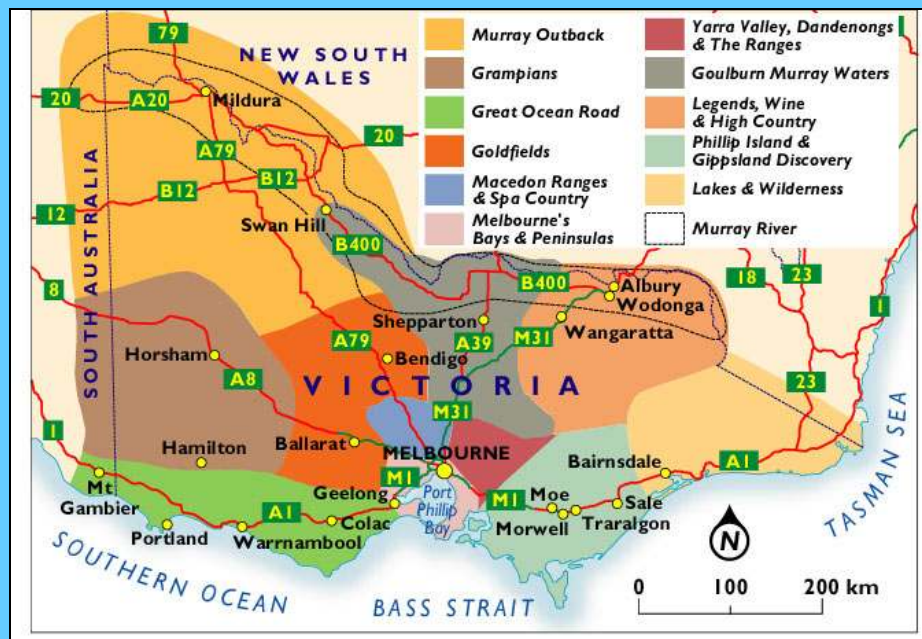 79
NEW SOUTH
WALES
20
A20
Mildura
A79
20
B12
B12
12
Swan Hill
B400
SOUTH AUSTRALIA
8
Murray Outback
Grampians
Great Ocean Road
Goldfields
Macedon Ranges
& Spa Country
Melbourne's
Bays & Peninsulas
Yarra Valley, Dandenongs
& The Ranges
Goulburn Murray Waters
Legends, Wine
& High Country
Phillip Island &
Gippsland Discovery
Lakes & Wilderness
Murray River
B400
Albury
Wodonga
18
23
1
Shepparton
A39
M31
Wangaratta
Horsham
A79
Bendigo
A8
VICTORIA
23
M31
1
Hamilton
Ballarat
MELBOURNE
Bairnsdale
A1
TASMAN SEA
Mt
Gambier
Geelong
M1
Port
Phillip
Bay
M1
Moe
Sale
A1
Colac
Morwell
Traralgon
Portland
Warrnambool
N
SOUTHERN OCEAN
BASS STRAIT
0
100
200 km